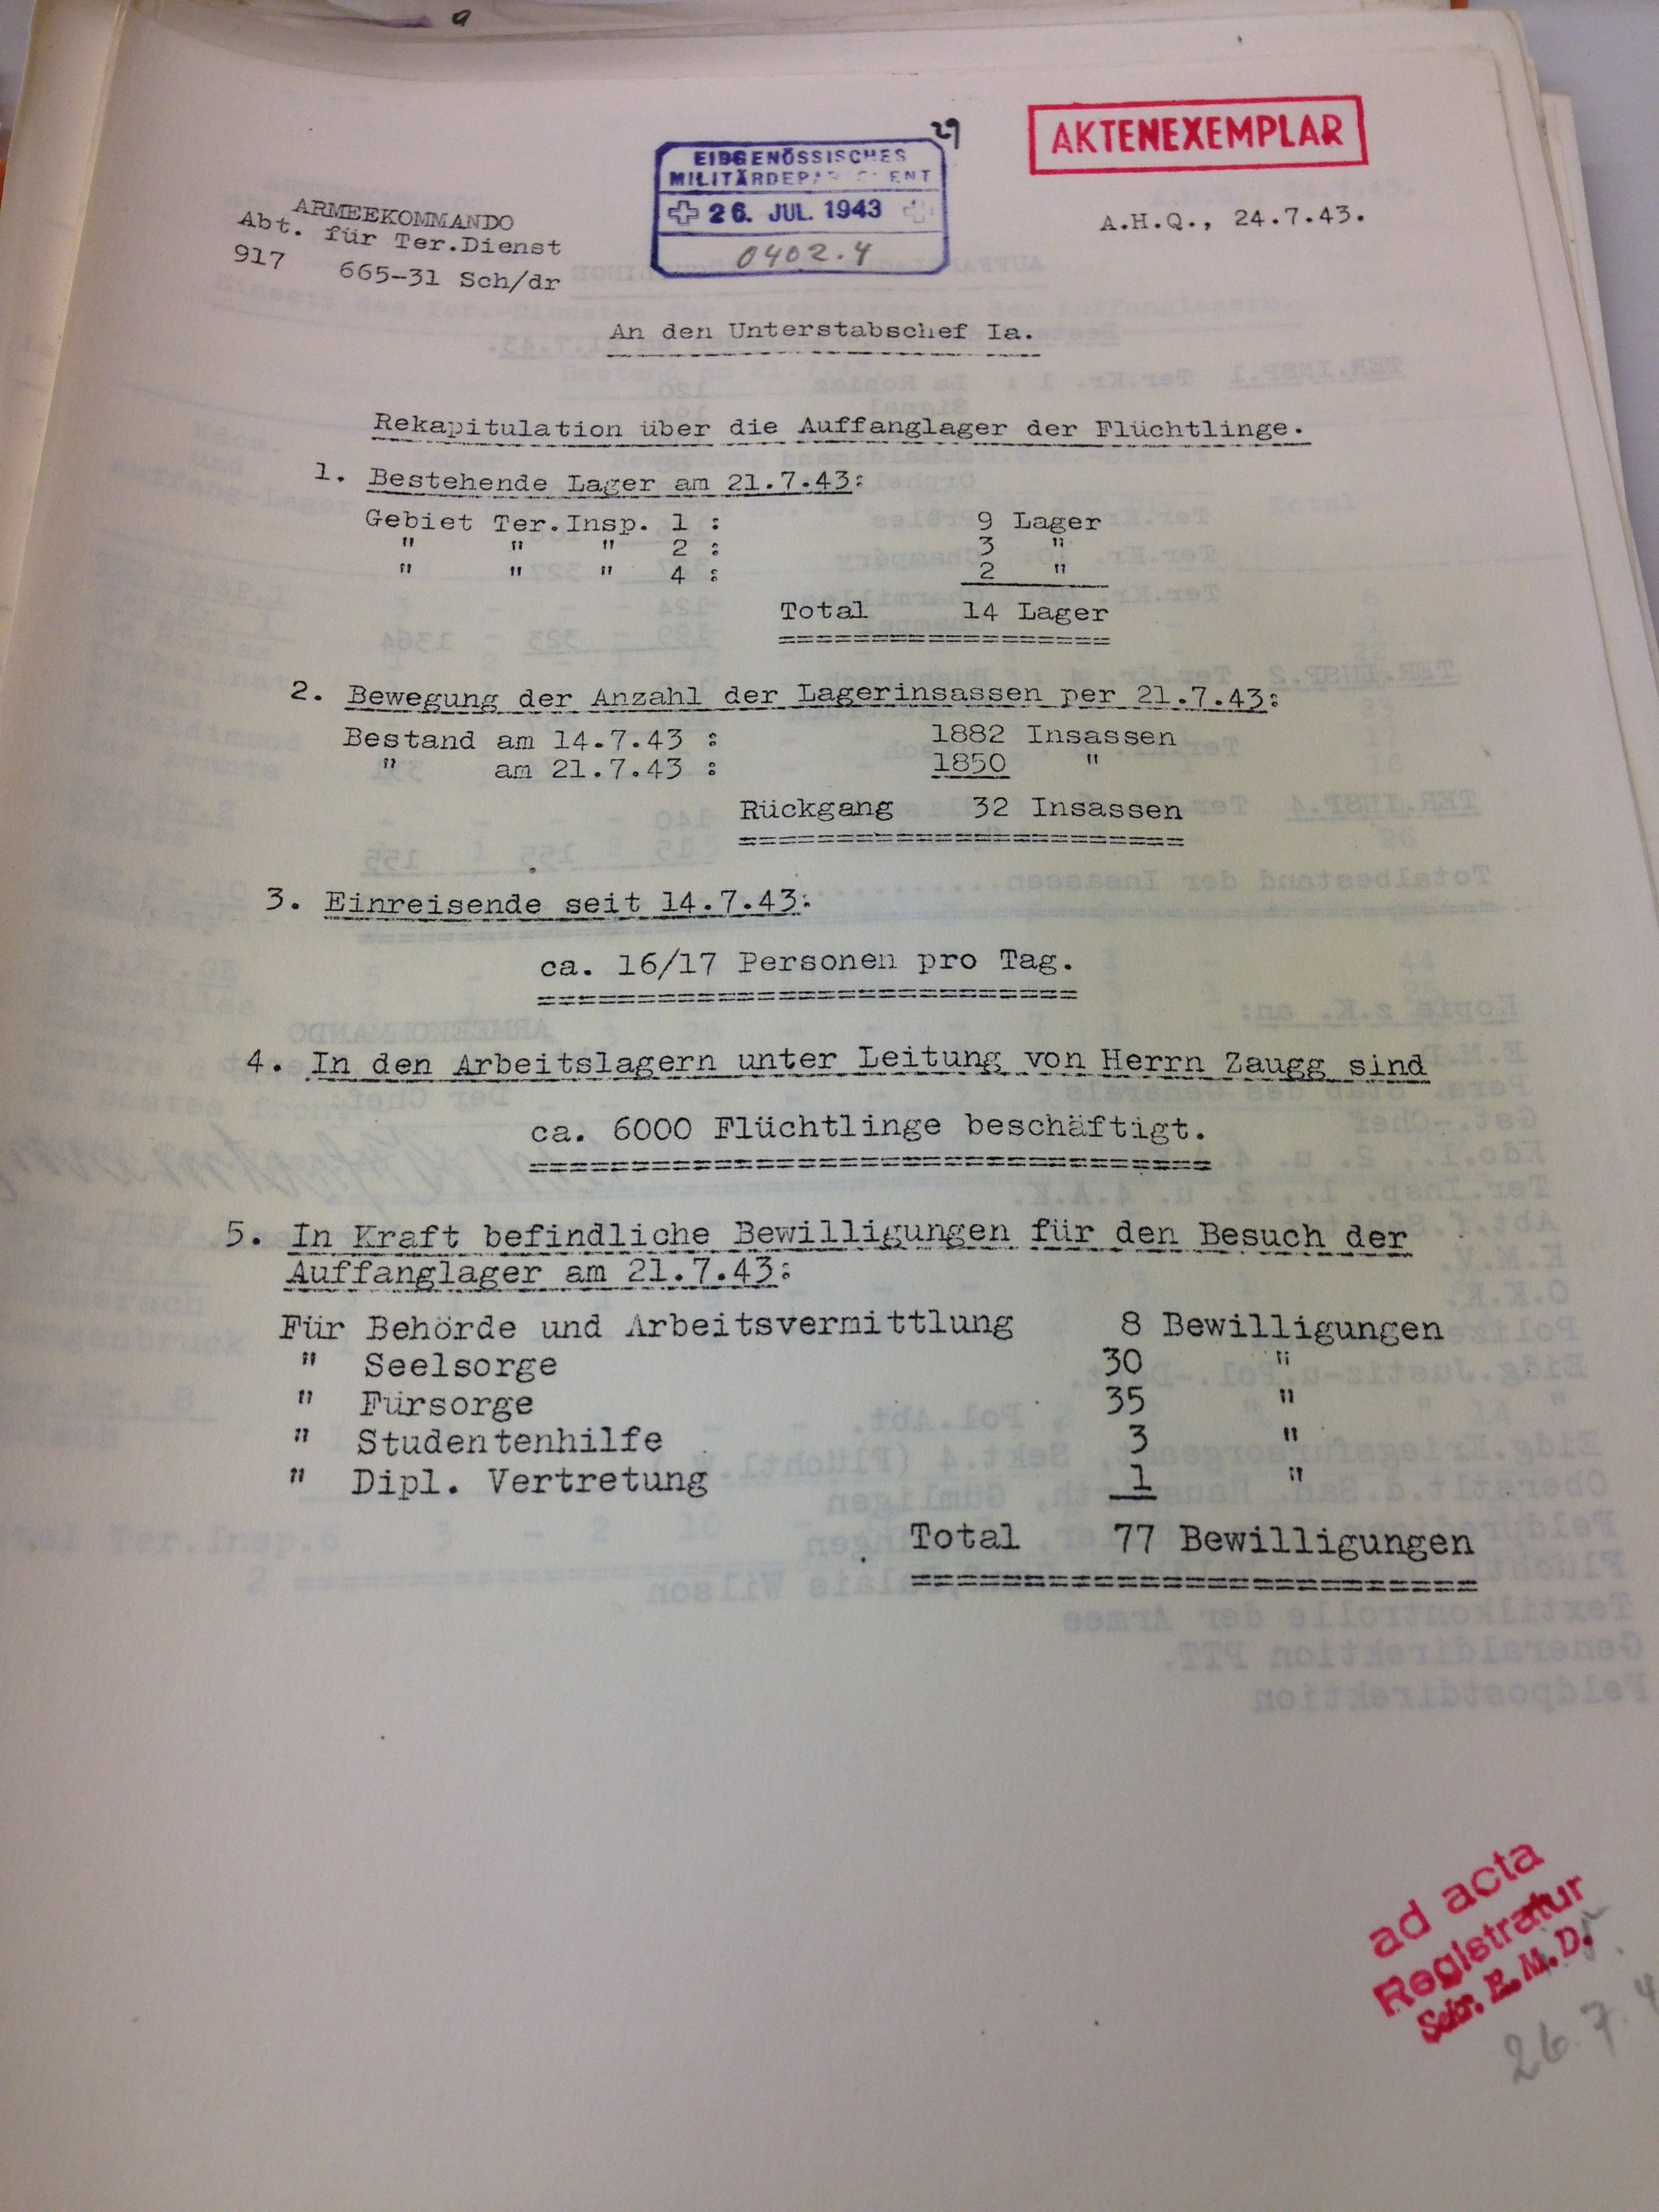 29
AKTENEXEMPLAR
EIDGENÖSSISCHES
MILITÄRDEPARTEMENT
26. JUL. 1943
0402.4
ARMEEKOMMANDO
Abt. für Ter.Dienst
917 665-31 Sch/dr
A.H.Q., 24.7.43.
An den Unterstabschef Ia.
Rekapitulation über die Auffanglager der Flüchtlinge.
1. Bestehende Lager am 21.7.43:
Gebiet Ter.Insp. 1 : 9 Lager
" " " 2 : 3 "
" " " 4 : 2 "
Total 14 Lager
2. Bewegung der Anzahl der Lagerinsassen per 21.7.43:
Bestand am 14.7.43 : 1882 Insassen
" am 21.7.43 : 1850 "
Rückgang 32 Insassen
3. Einreisende seit 14.7.43:
ca. 16/17 Personen pro Tag.
4. In den Arbeitslagern unter Leitung von Herrn Zaugg sind
ca. 6000 Flüchtlinge beschäftigt.
5. In Kraft befindliche Bewilligungen für den Besuch der
Auffanglager am 21.7.43:
Für Behörde und Arbeitsvermittlung 8 Bewilligungen
" Seelsorge 30 "
" Fürsorge 35 "
" Studentenhilfe 3 "
" Dipl. Vertretung 1 "
Total 77 Bewilligungen
ad acta
Registratur
Sekr. E.M.D.
26.7.4